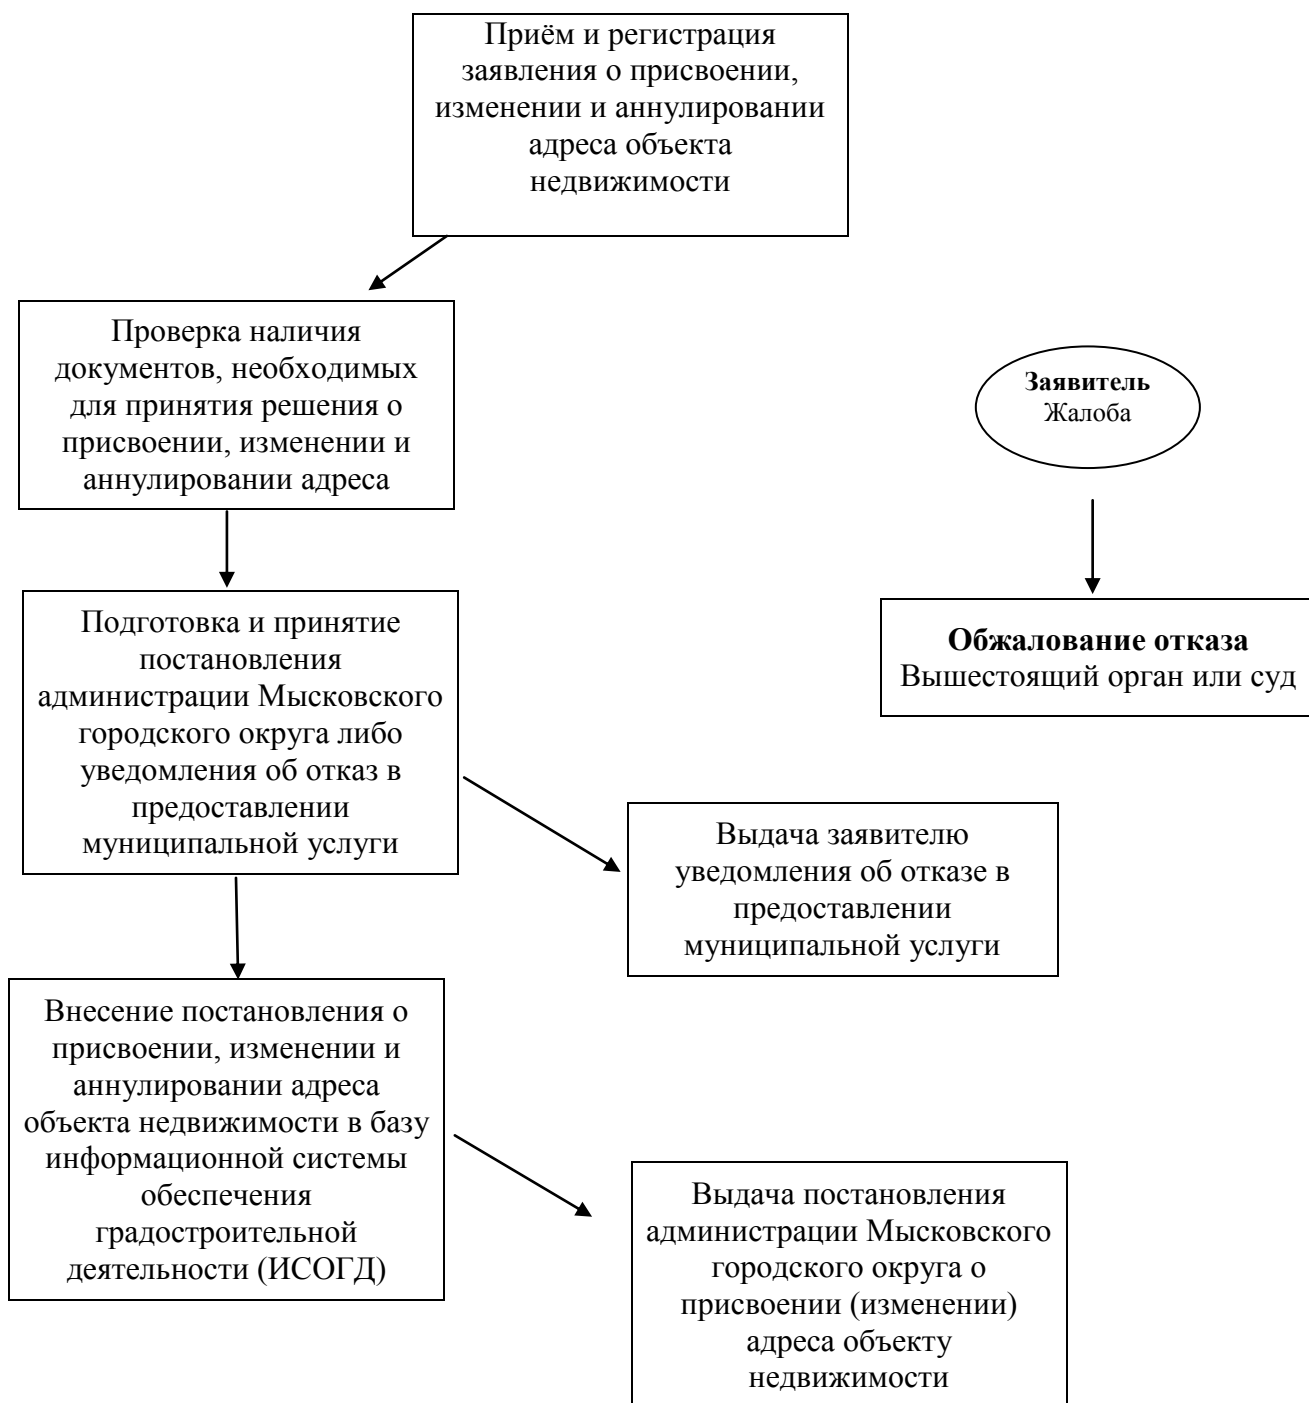 Приём и регистрация
заявления о присвоении,
изменении и аннулировании
адреса объекта
недвижимости
Проверка наличия
документов, необходимых
для принятия решения о
присвоении, изменении и
аннулировании адреса
Заявитель
Жалоба
Подготовка и принятие
постановления
администрации Мысковского
городского округа либо
уведомления об отказ в
предоставлении
муниципальной услуги
Обжалование отказа
Вышестоящий орган или суд
Выдача заявителю
уведомления об отказе в
предоставлении
муниципальной услуги
Внесение постановления о
присвоении, изменении и
аннулировании адреса
объекта недвижимости в базу
информационной системы
обеспечения
градостроительной
деятельности (ИСОГД)
Выдача постановления
администрации Мысковского
городского округа о
присвоении (изменении)
адреса объекту
недвижимости